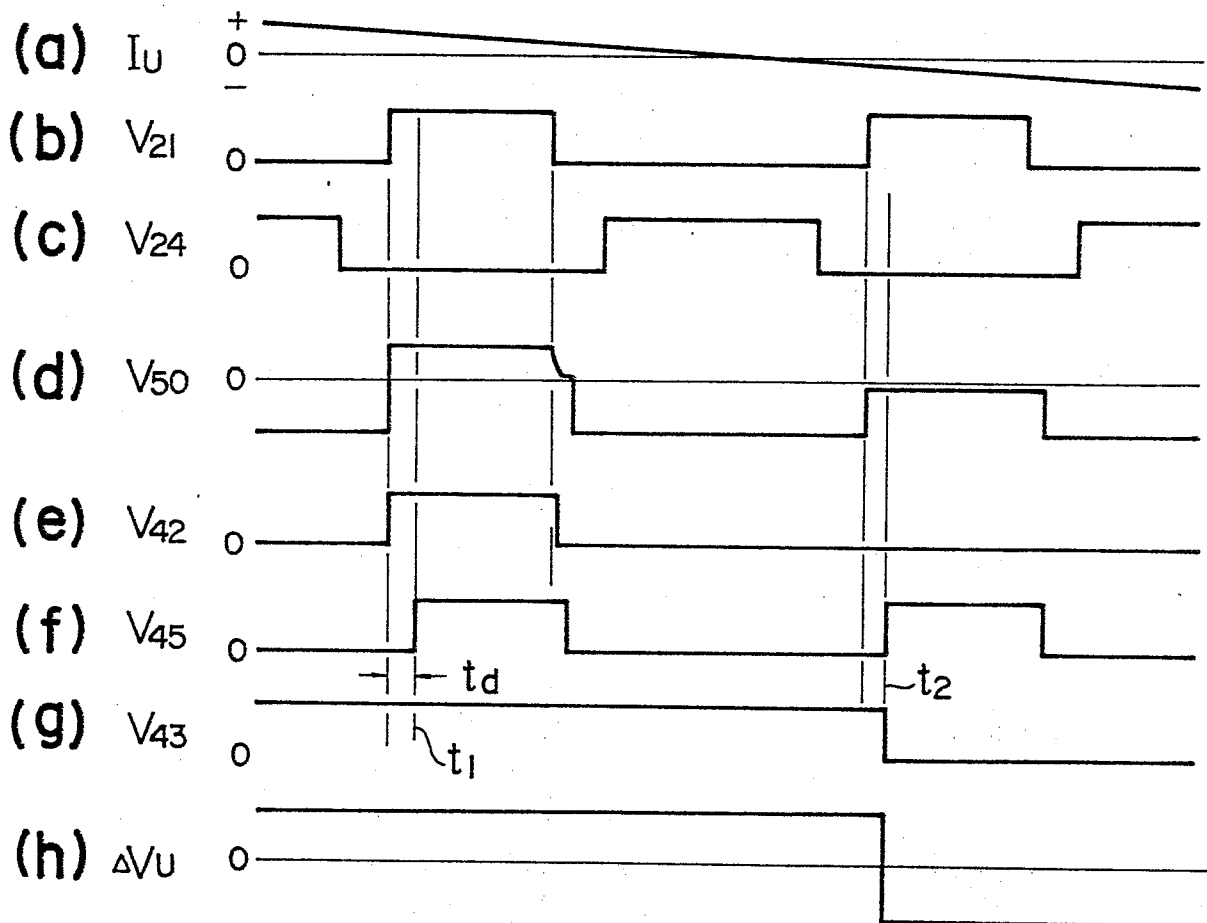 (a) IU + 0 −
(b) V21 0
(c) V24 0
(d) V50 0
(e) V42 0
(f) V45 0
td t2
(g) V43 0
t1
(h) ΔVU 0